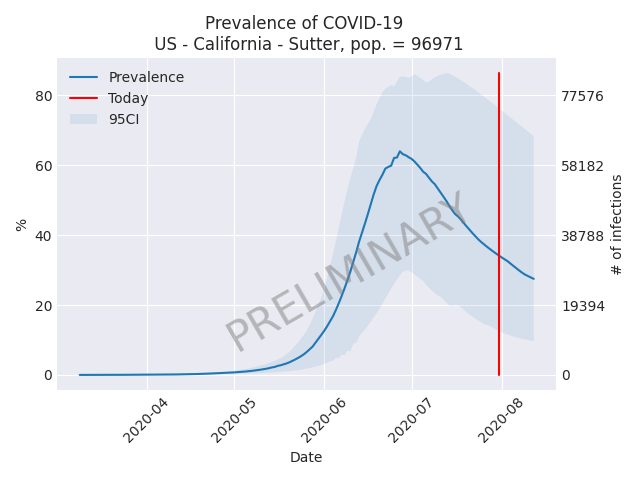 Prevalence of COVID-19
US - California - Sutter, pop. = 96971
Prevalence
Today
95CI
80
60
40
20
0
%
77576
58182
38788
19394
0
# of infections
PRELIMINARY
2020-04
2020-05
2020-06
2020-07
2020-08
Date